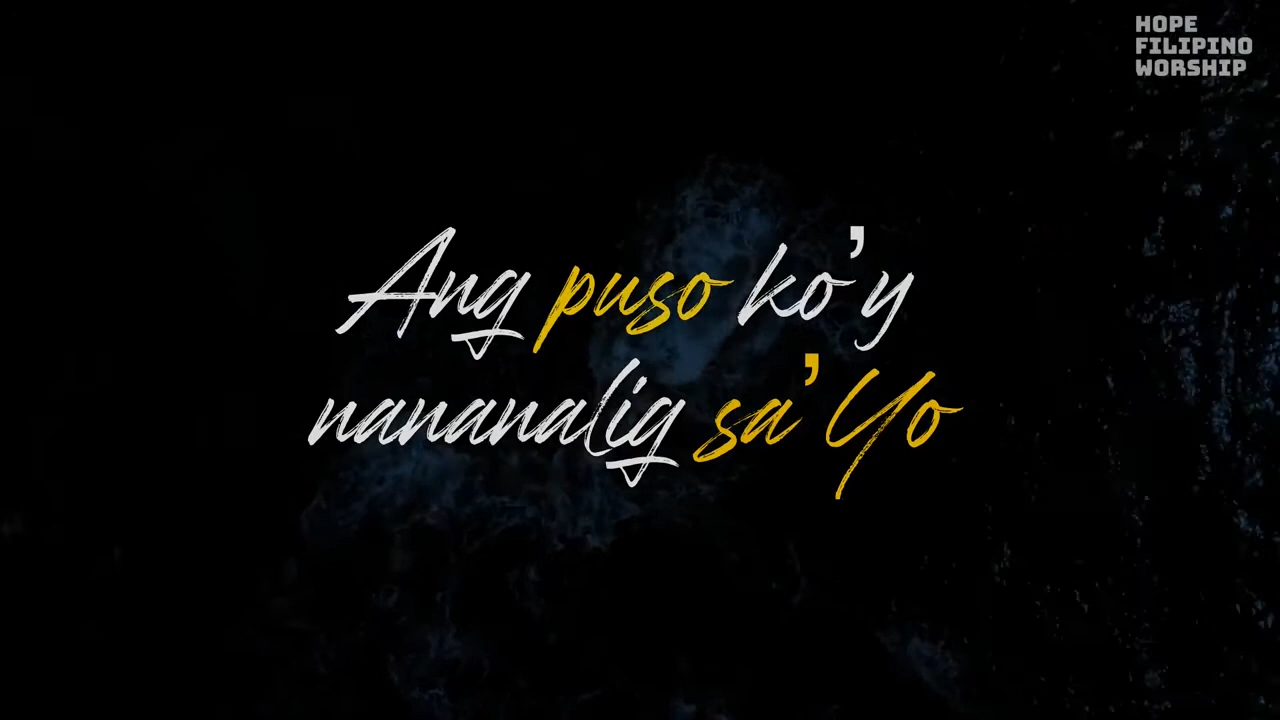 HOPE
FILIPINO
WORSHIP
Ang puso ko’y
nananalig sa’Yo